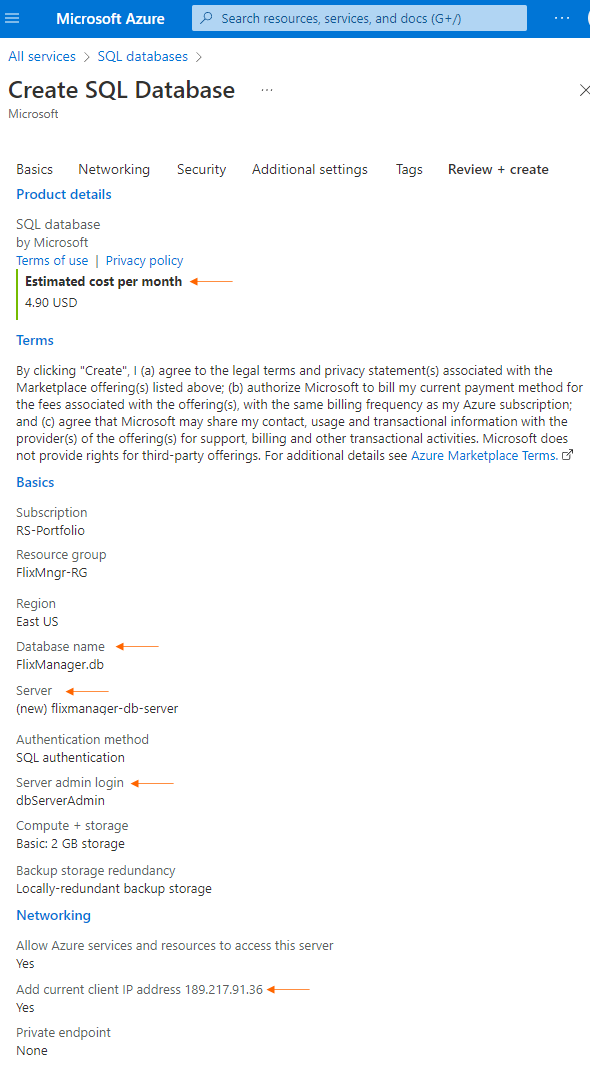 Microsoft Azure
Search resources, services, and docs (G+/)
All services > SQL databases >
Create SQL Database ...
Microsoft
Basics Networking Security Additional settings Tags Review + create
Product details
SQL database
by Microsoft
Terms of use | Privacy policy
Estimated cost per month
4.90 USD
Terms
By clicking "Create", I (a) agree to the legal terms and privacy statement(s) associated with the
Marketplace offering(s) listed above; (b) authorize Microsoft to bill my current payment method for
the fees associated with the offering(s), with the same billing frequency as my Azure subscription;
and (c) agree that Microsoft may share my contact, usage and transactional information with the
provider(s) of the offering(s) for support, billing and other transactional activities. Microsoft does
not provide rights for third-party offerings. For additional details see Azure Marketplace Terms.
Basics
Subscription
RS-Portfolio
Resource group
FlixMngr-RG
Region
East US
Database name
FlixManager.db
Server
(new) flixmanager-db-server
Authentication method
SQL authentication
Server admin login
dbServerAdmin
Compute + storage
Basic: 2 GB storage
Backup storage redundancy
Locally-redundant backup storage
Networking
Allow Azure services and resources to access this server
Yes
Add current client IP address 189.217.91.36
Yes
Private endpoint
None